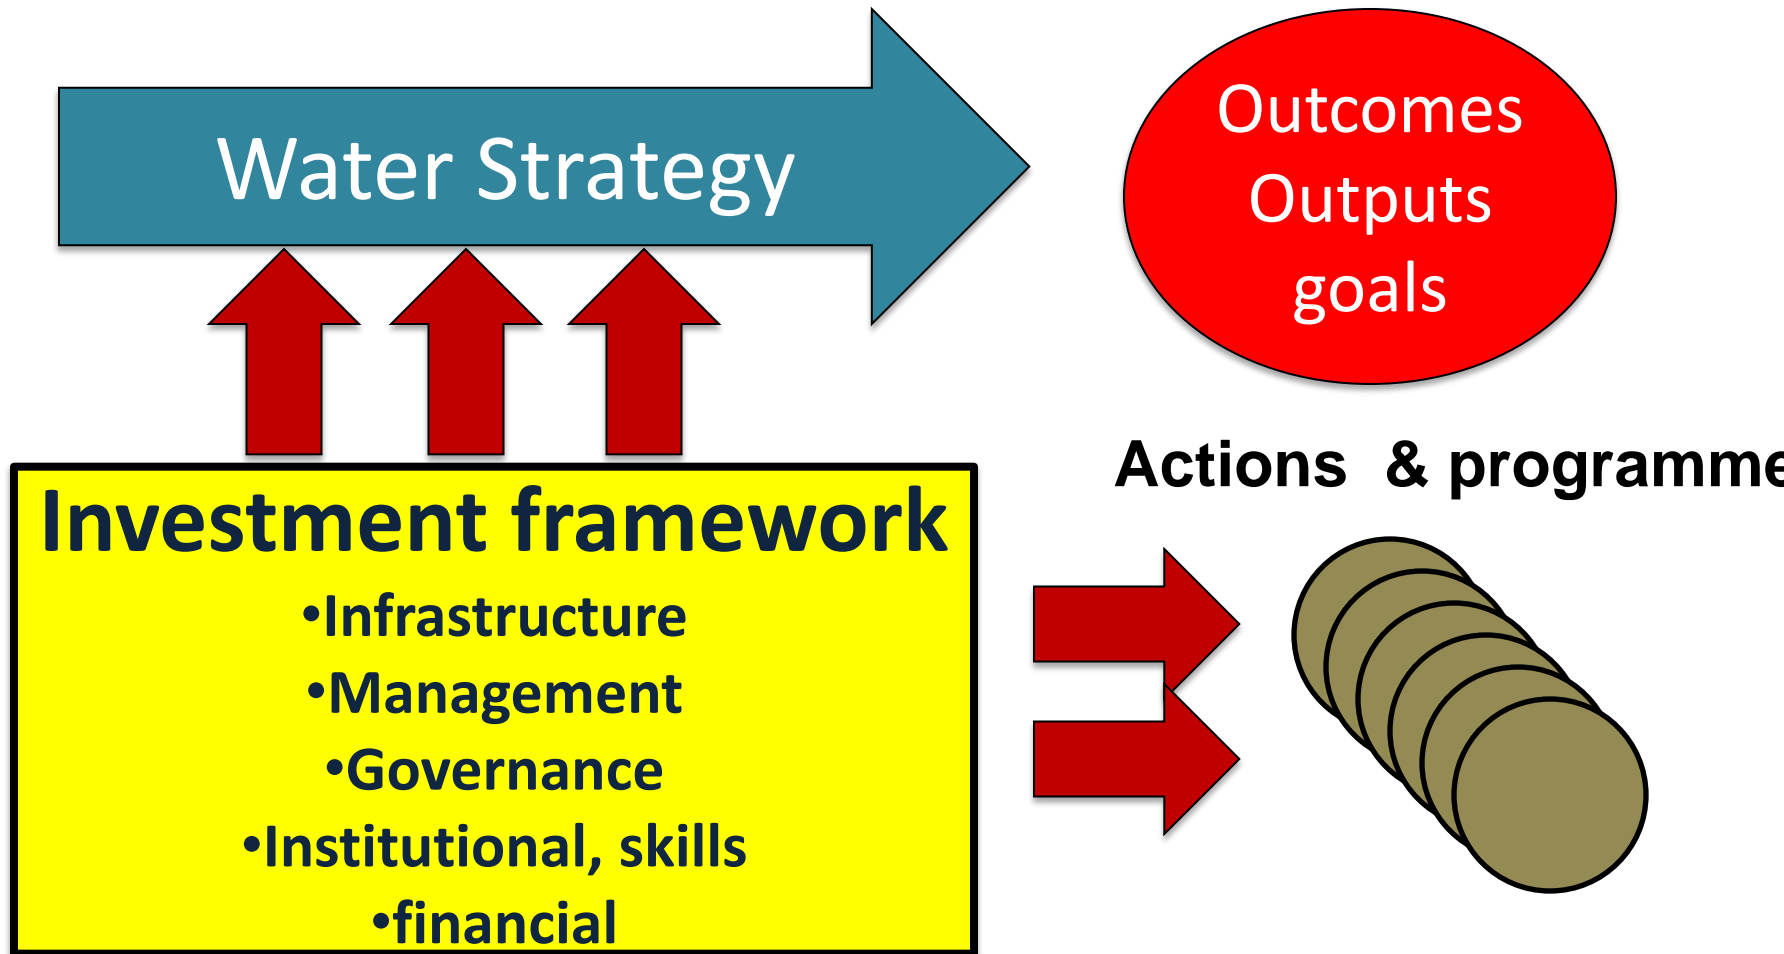 Water Strategy
Outcomes
Outputs
goals
Actions & programme
Investment framework
•Infrastructure
•Management
•Governance
•Institutional, skills
•financial